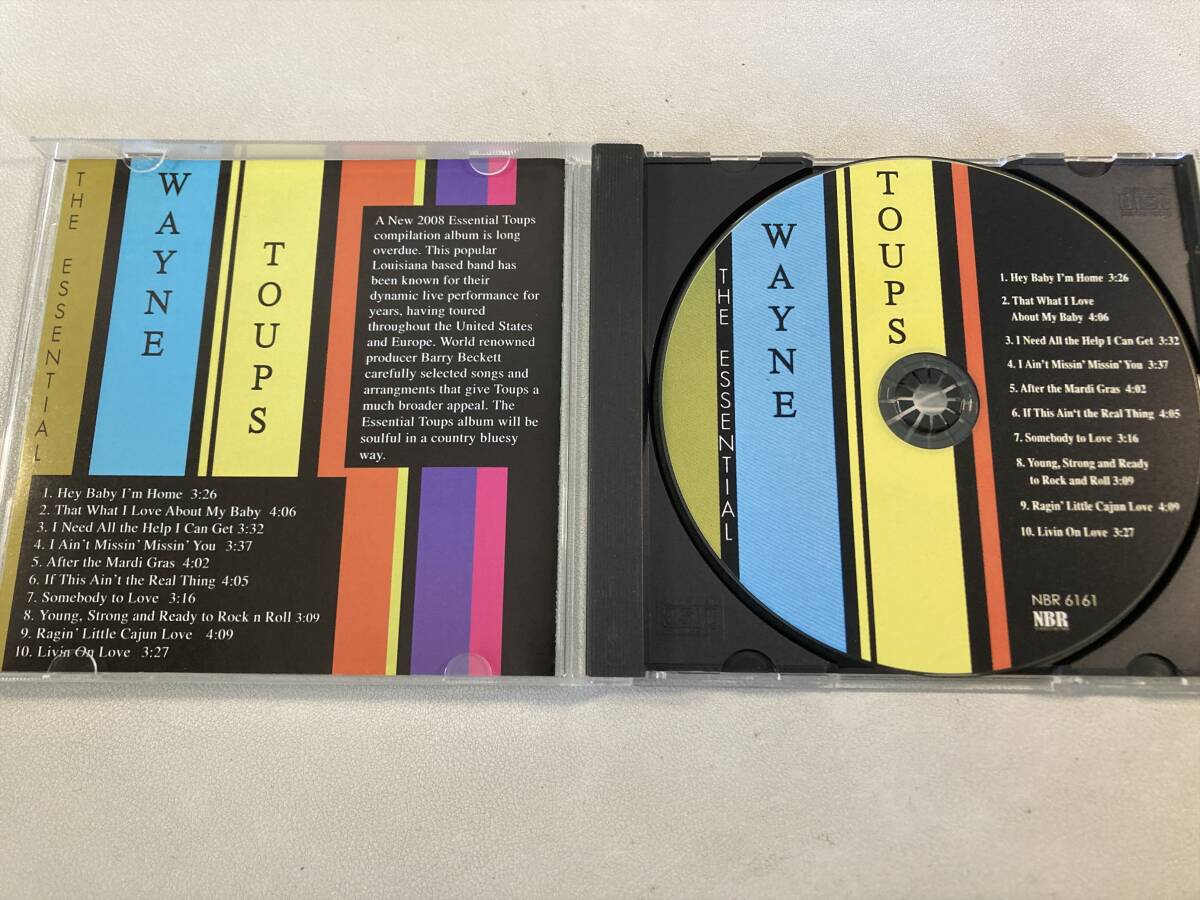 THE ESSENTIAL
WAYNE
TOUPS
A New 2008 Essential Toups
compilation album is long
overdue. This popular
Louisiana based band has
been known for their
dynamic live performance for
years, having toured
throughout the United States
and Europe. World renowned
producer Barry Beckett
carefully selected songs and
arrangments that give Toups a
much broader appeal. The
Essential Toups album will be
soulful in a country bluesy
way.
1. Hey Baby I'm Home 3:26
2. That What I Love About My Baby 4:06
3. I Need All the Help I Can Get 3:32
4. I Ain't Missin' Missin' You 3:37
5. After the Mardi Gras 4:02
6. If This Ain't the Real Thing 4:05
7. Somebody to Love 3:16
8. Young, Strong and Ready to Rock n Roll 3:09
9. Ragin' Little Cajun Love 4:09
10. Livin On Love 3:27
THE ESSENTIAL
WAYNE
TOUPS
1. Hey Baby I'm Home 3:26
2. That What I Love
About My Baby 4:06
3. I Need All the Help I Can Get 3:32
4. I Ain't Missin' Missin' You 3:37
5. After the Mardi Gras 4:02
6. If This Ain't the Real Thing 4:05
7. Somebody to Love 3:16
8. Young, Strong and Ready
to Rock and Roll 3:09
9. Ragin' Little Cajun Love 4:09
10. Livin On Love 3:27
NBR 6161
NBR